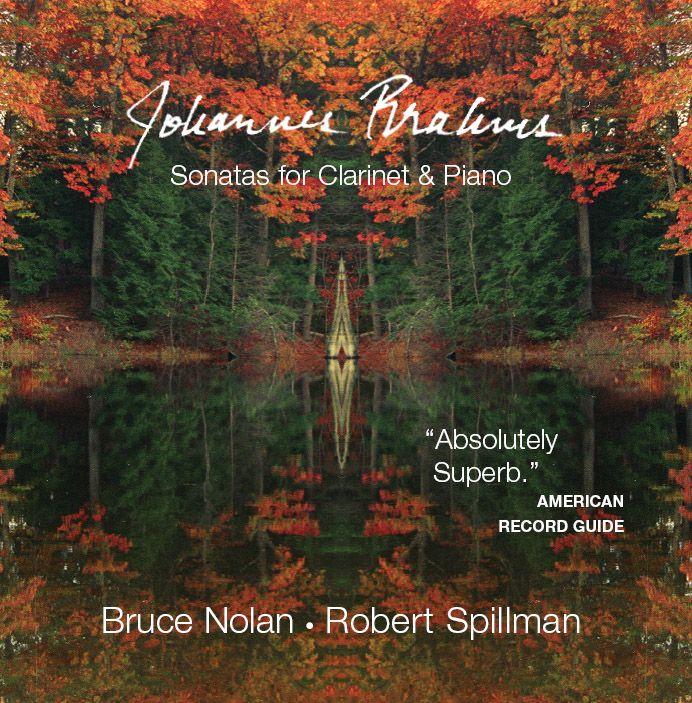 Johannes Brahms
Sonatas for Clarinet & Piano
“Absolutely
Superb.”
AMERICAN
RECORD GUIDE
Bruce Nolan • Robert Spillman